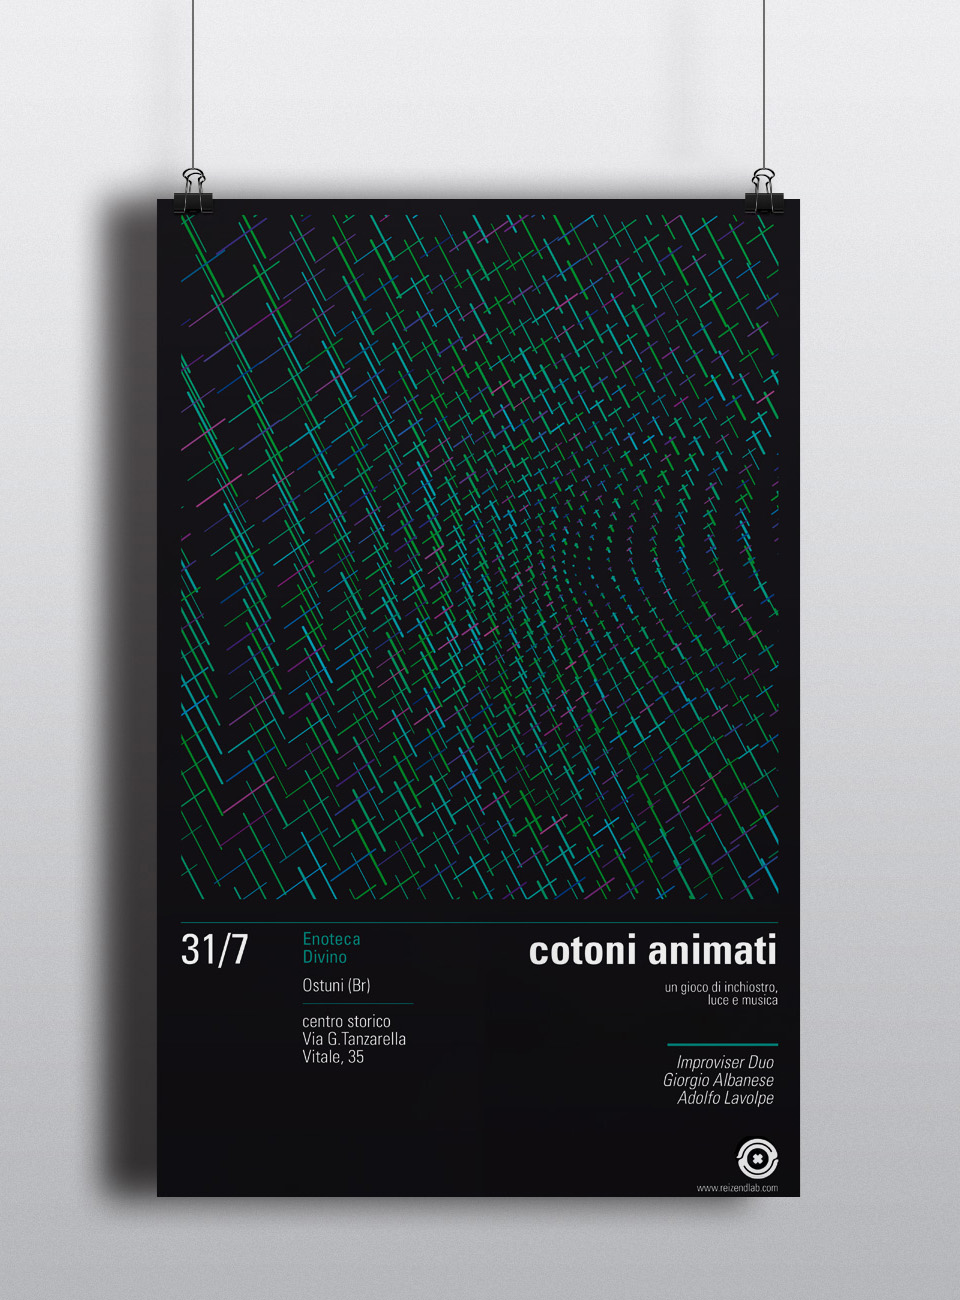 31/7
Enoteca
Divino
Ostuni (Br)
centro storico
Via G.Tanzarella
Vitale, 35
cotoni animati
un gioco di inchiostro,
luce e musica
Improviser Duo
Giorgio Albanese
Adolfo Lavolpe
www.reizendlab.com